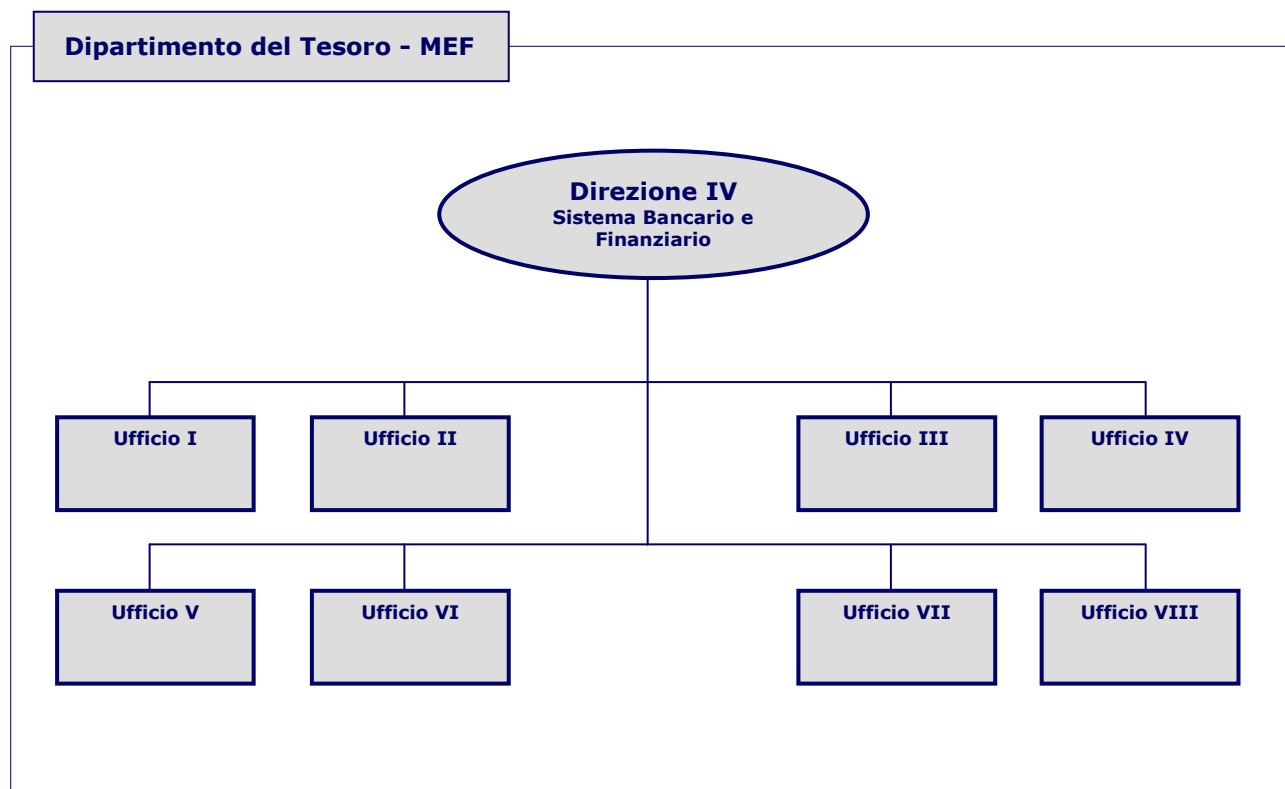 Dipartimento del Tesoro - MEF
Direzione IV
Sistema Bancario e
Finanziario
Ufficio I
Ufficio II
Ufficio III
Ufficio IV
Ufficio V
Ufficio VI
Ufficio VII
Ufficio VIII